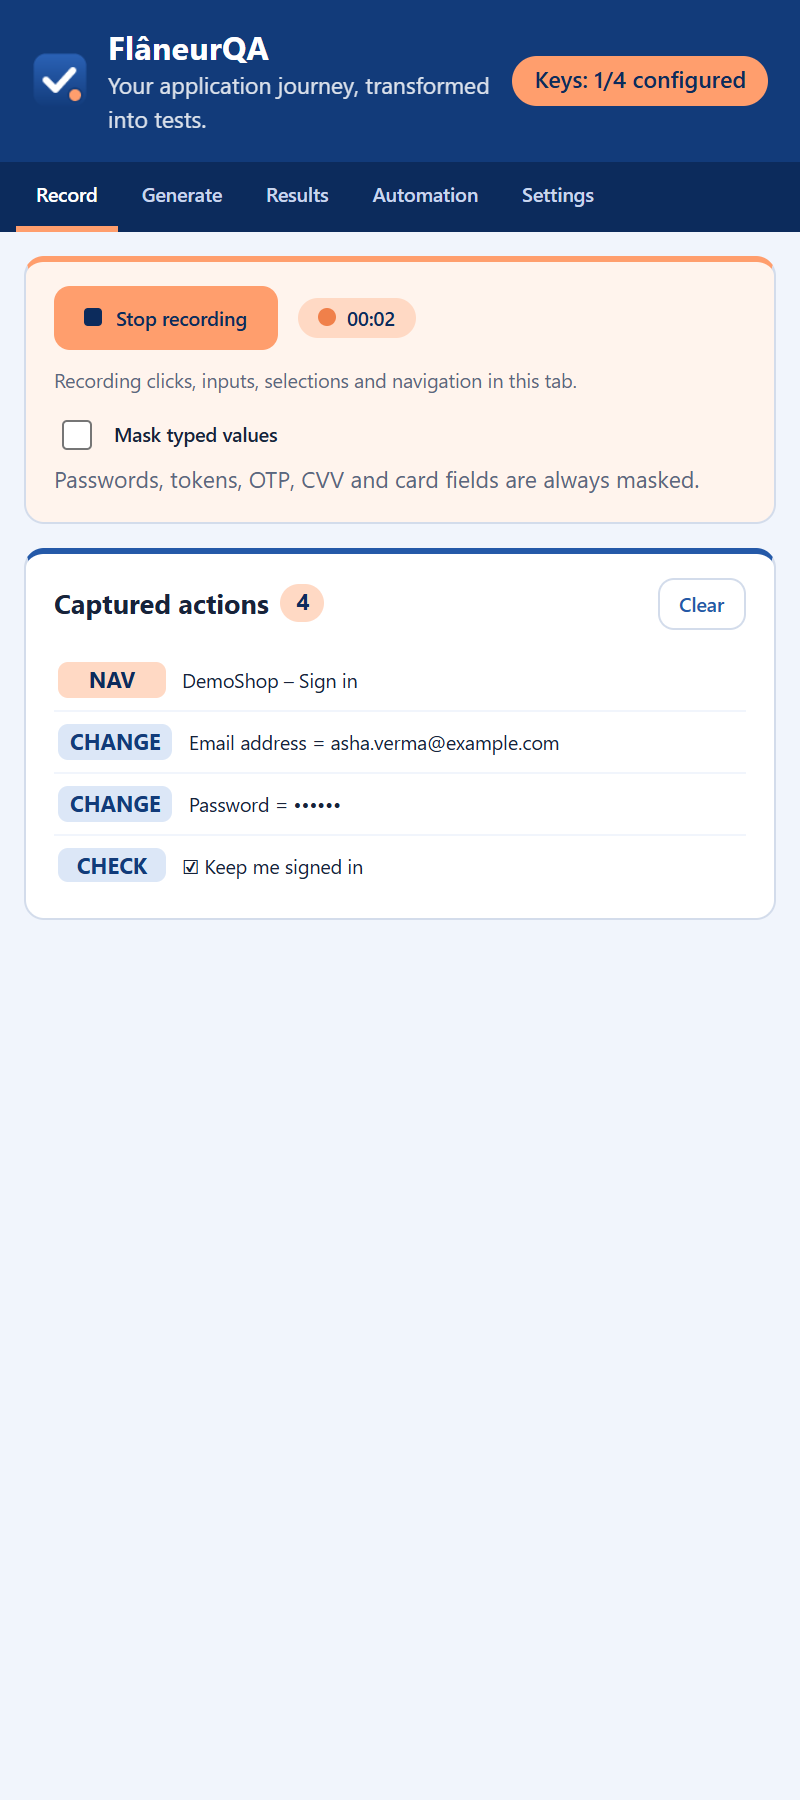 FlâneurQA
Your application journey, transformed
into tests.
Keys: 1/4 configured
Record Generate Results Automation Settings
Stop recording 00:02
Recording clicks, inputs, selections and navigation in this tab.
Mask typed values
Passwords, tokens, OTP, CVV and card fields are always masked.
Captured actions 4 Clear
NAV DemoShop – Sign in
CHANGE Email address = asha.verma@example.com
CHANGE Password = ••••••
CHECK ☑ Keep me signed in